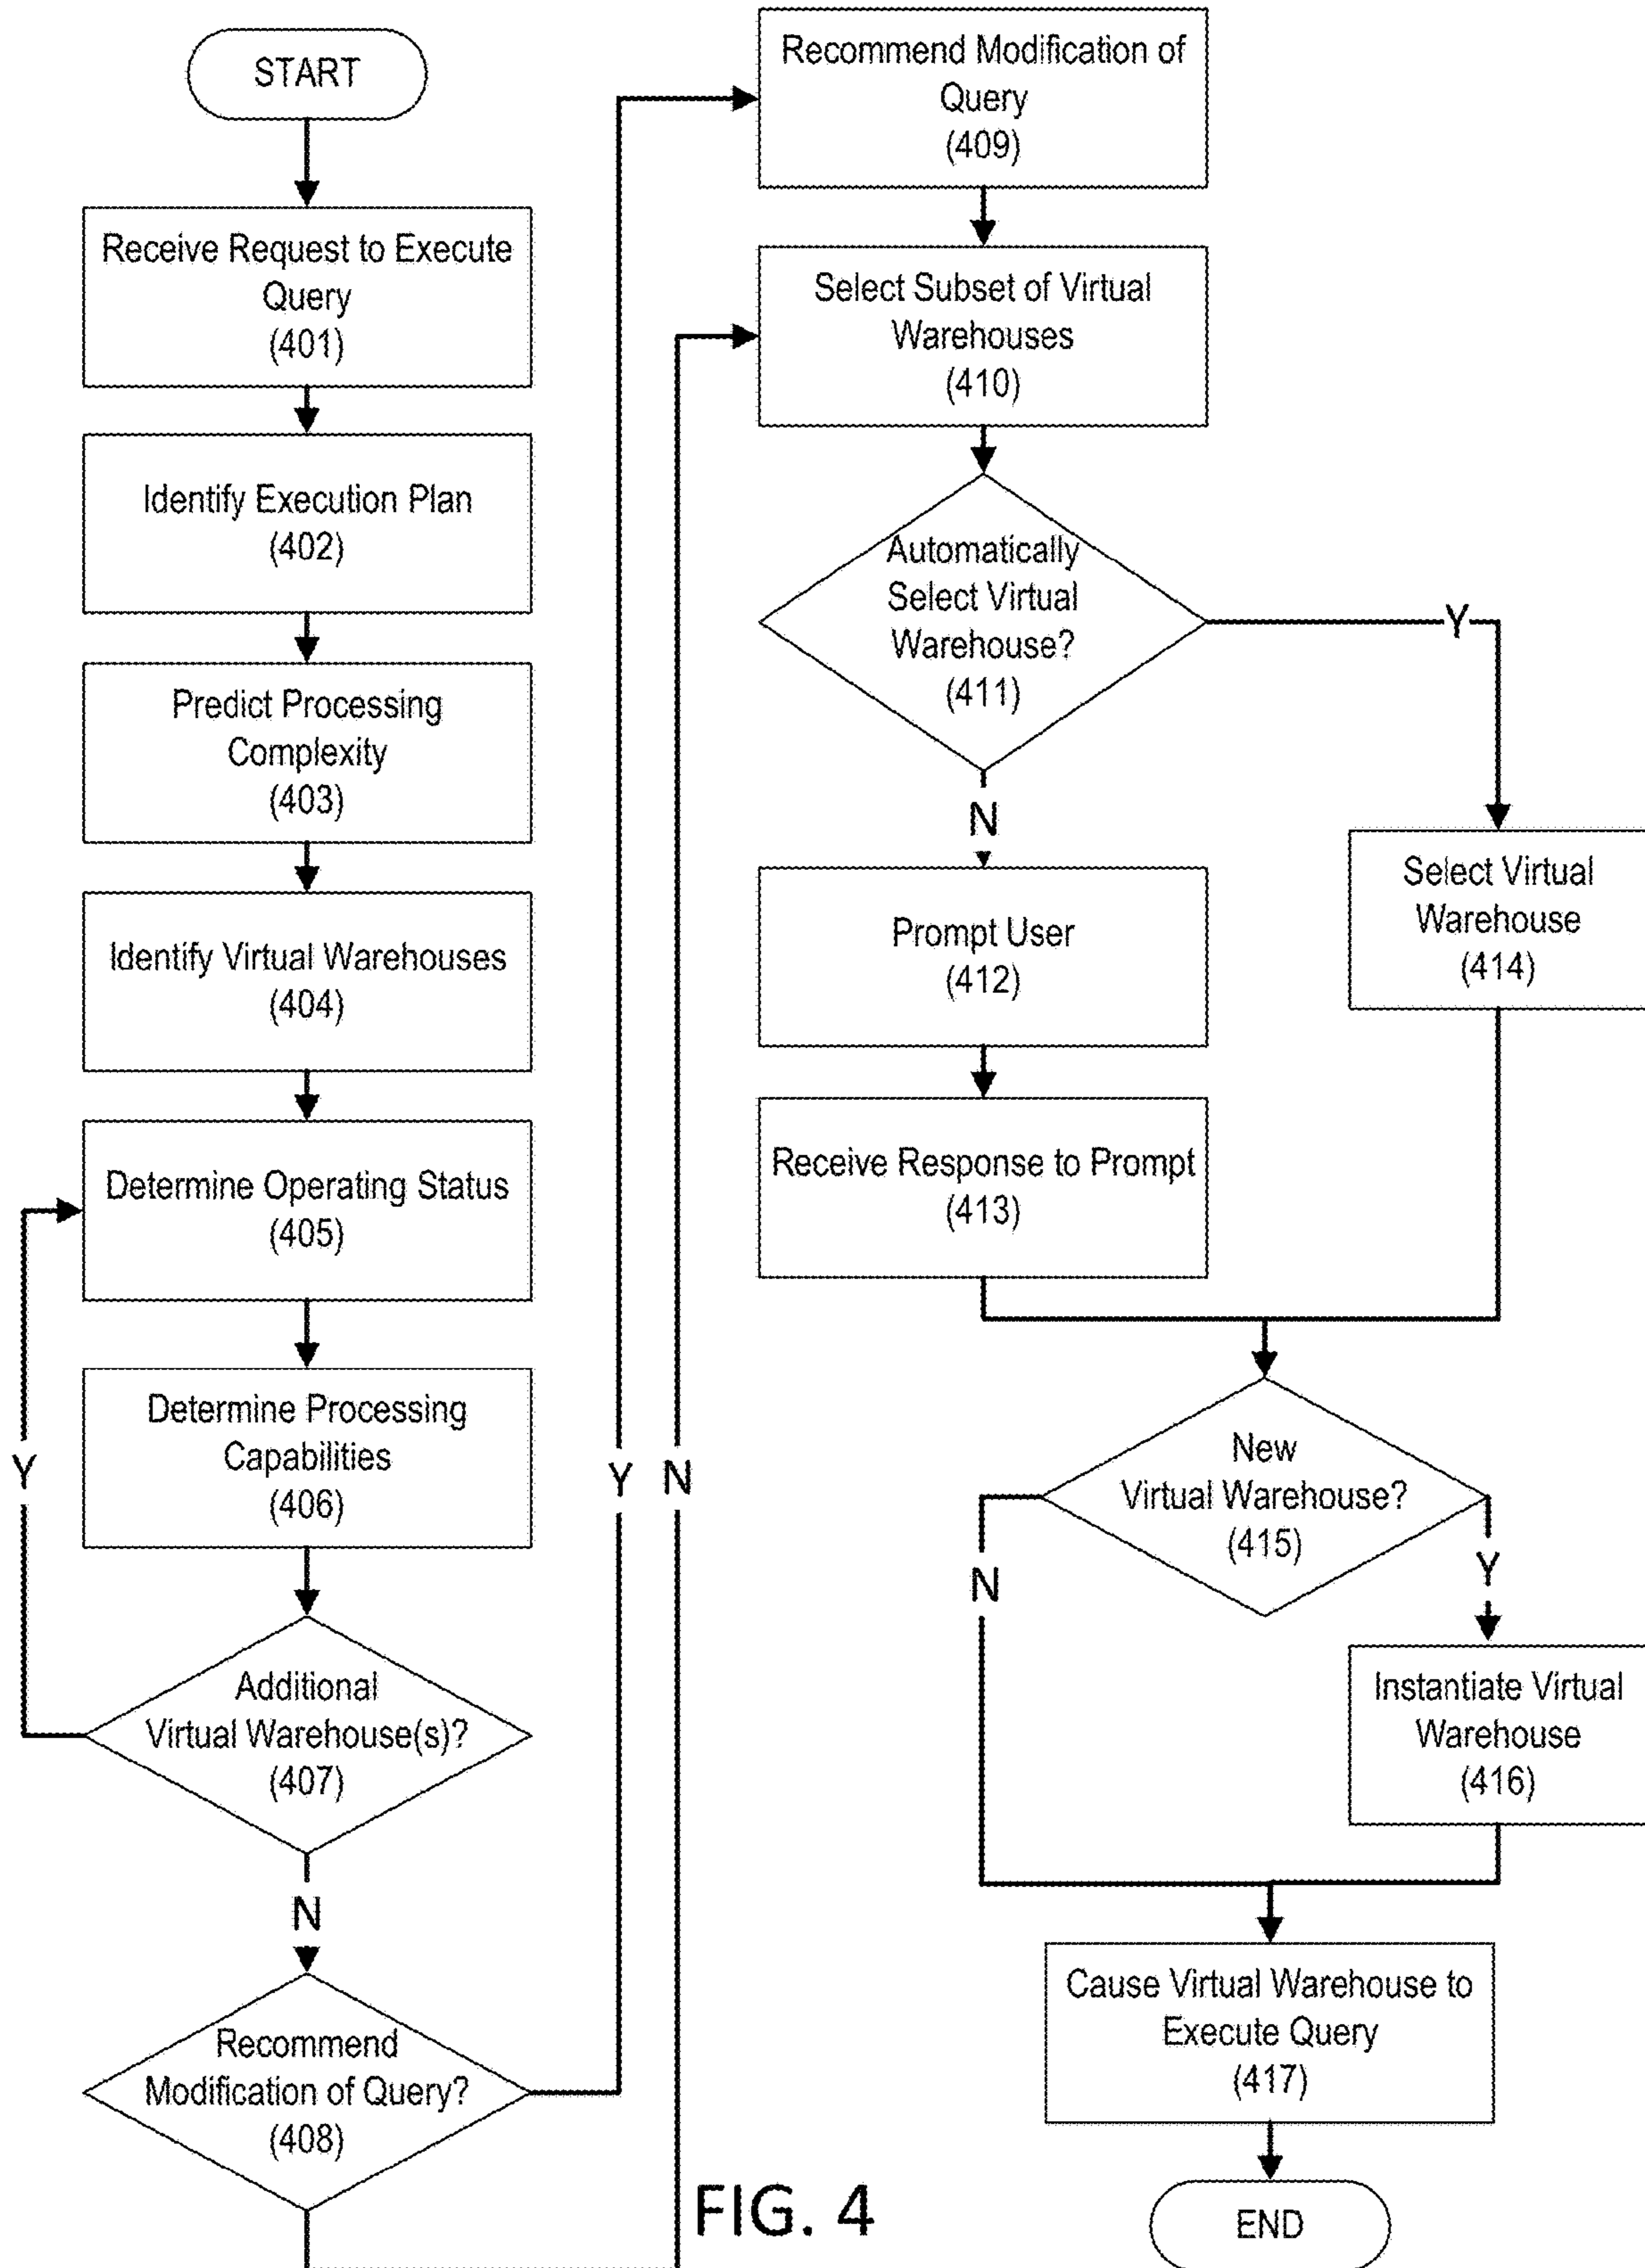 START
Receive Request to Execute
Query
(401)
Identify Execution Plan
(402)
Predict Processing
Complexity
(403)
Identify Virtual Warehouses
(404)
Determine Operating Status
(405)
Determine Processing
Capabilities
(406)
Y
Additional
Virtual Warehouse(s)?
(407)
N
Recommend
Modification of Query?
(408)
Y
N
Recommend Modification of
Query
(409)
Select Subset of Virtual
Warehouses
(410)
Automatically
Select Virtual
Warehouse?
(411)
Y
N
Prompt User
(412)
Receive Response to Prompt
(413)
Select Virtual
Warehouse
(414)
New
Virtual Warehouse?
(415)
N
Y
Instantiate Virtual
Warehouse
(416)
Cause Virtual Warehouse to
Execute Query
(417)
END
FIG. 4